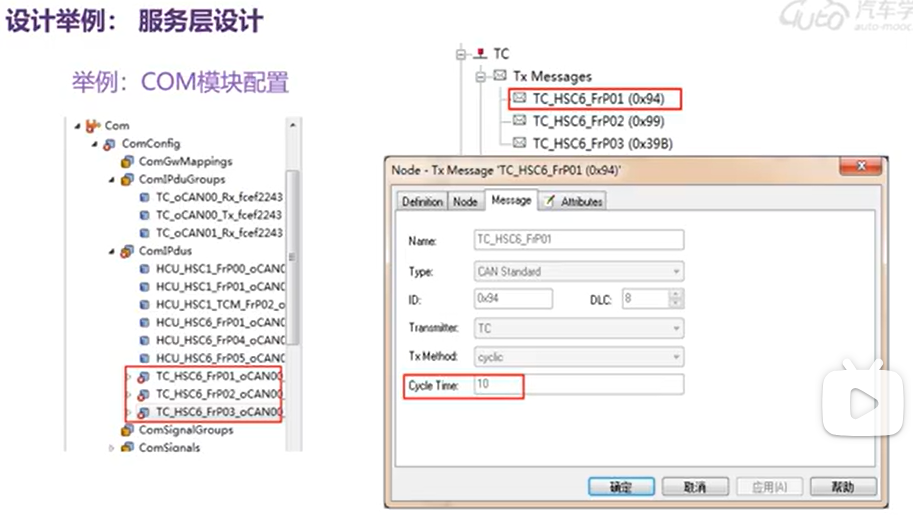 设计举例： 服务层设计
汽车学
auto-mooc
举例：COM模块配置
Com
ComConfig
ComGwMappings
ComIPduGroups
TC_oCAN00_Rx_fcef2243
TC_oCAN00_Tx_fcef2243
TC_oCAN01_Rx_fcef2243
ComIPdus
HCU_HSC1_FrP00_oCAN0
HCU_HSC1_FrP01_oCAN0
HCU_HSC1_TCM_FrP02_o
HCU_HSC6_FrP01_oCAN0
HCU_HSC6_FrP04_oCAN0
HCU_HSC6_FrP05_oCAN0
TC_HSC6_FrP01_oCAN00_
TC_HSC6_FrP02_oCAN00_
TC_HSC6_FrP03_oCAN00_
ComSignalGroups
ComSignals
TC
Tx Messages
TC_HSC6_FrP01 (0x94)
TC_HSC6_FrP02 (0x99)
TC_HSC6_FrP03 (0x39B)
Node - Tx Message 'TC_HSC6_FrP01 (0x94)'
Definition Node Message Attributes
Name: TC_HSC6_FrP01
Type: CAN Standard
ID: 0x94 DLC: 8
Transmitter: TC
Tx Method: cyclic
Cycle Time: 10
确定 取消 应用(A) 帮助